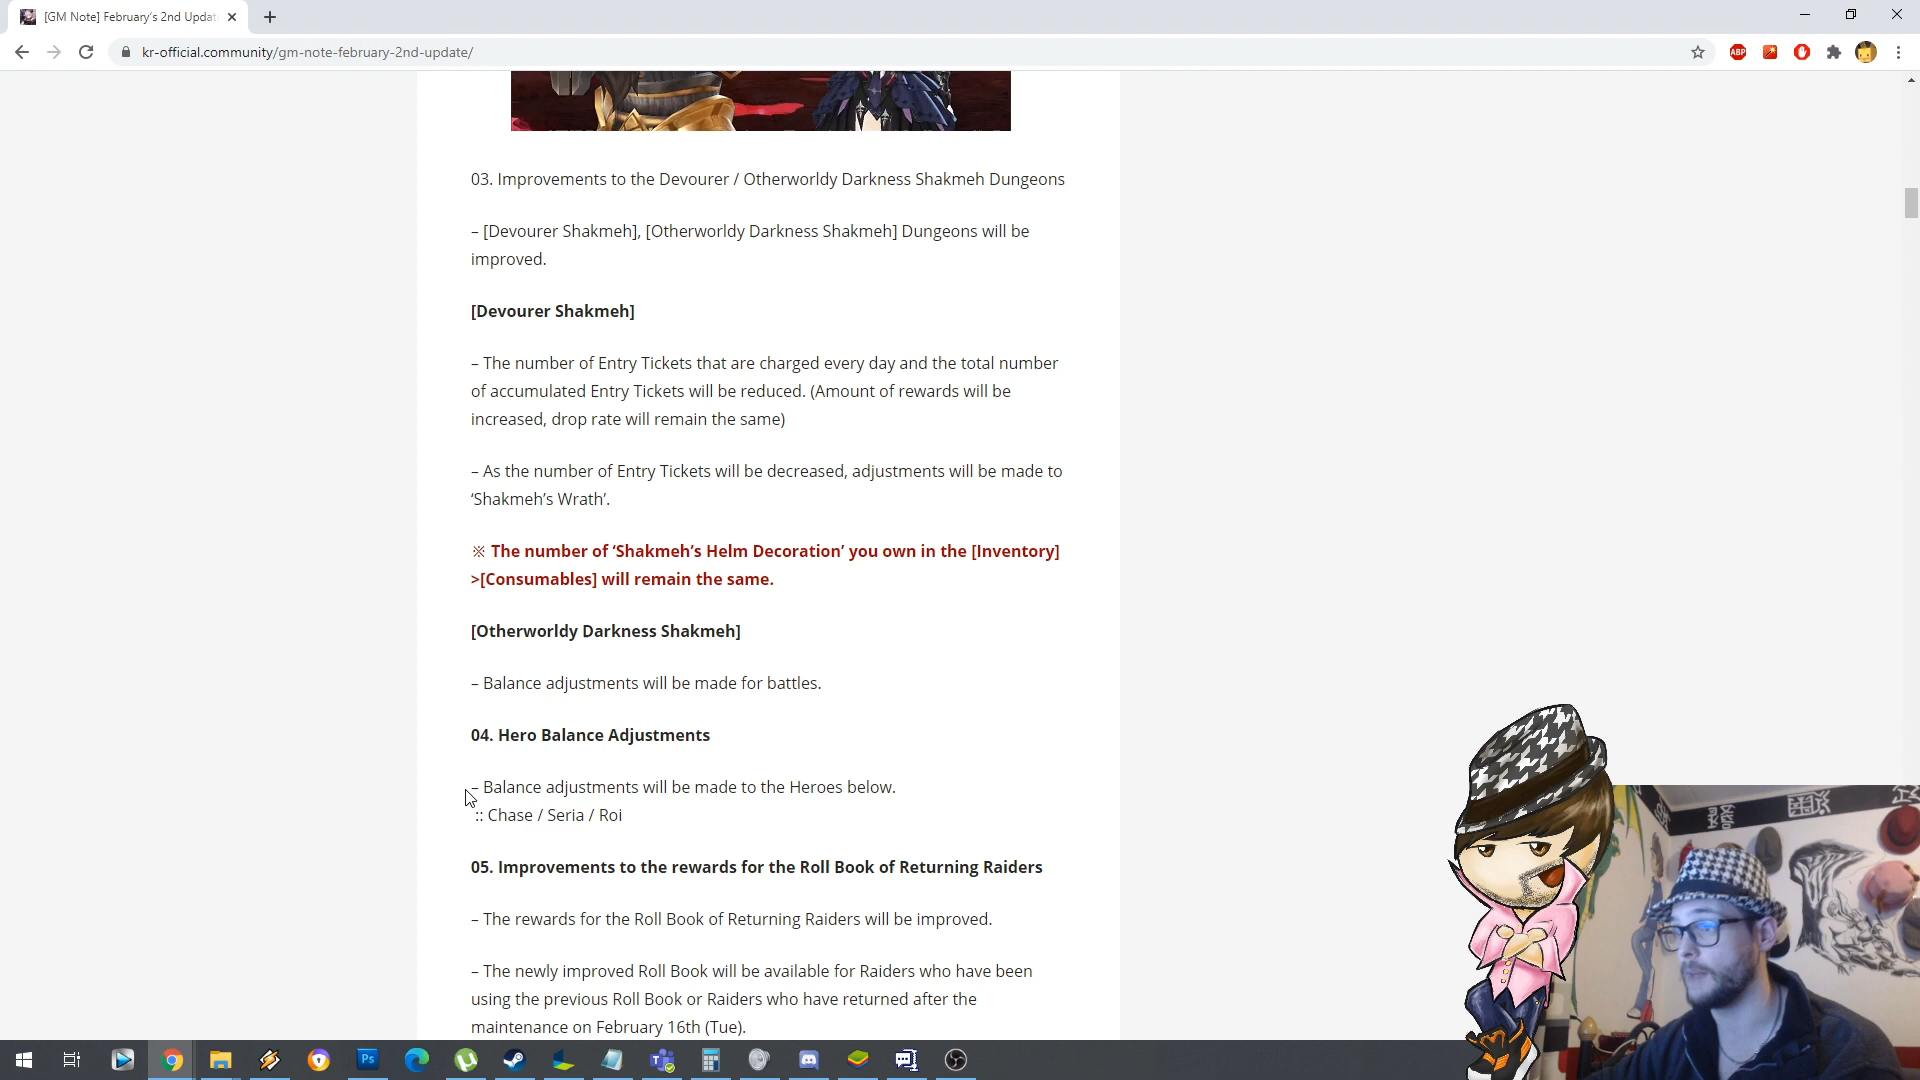 [GM Note] February's 2nd Updat
kr-official.community/gm-note-february-2nd-update/
ABP
03. Improvements to the Devourer / Otherworldy Darkness Shakmeh Dungeons
– [Devourer Shakmeh], [Otherworldy Darkness Shakmeh] Dungeons will be
improved.
[Devourer Shakmeh]
– The number of Entry Tickets that are charged every day and the total number
of accumulated Entry Tickets will be reduced. (Amount of rewards will be
increased, drop rate will remain the same)
– As the number of Entry Tickets will be decreased, adjustments will be made to
‘Shakmeh’s Wrath’.
※ The number of ‘Shakmeh’s Helm Decoration’ you own in the [Inventory]
>[Consumables] will remain the same.
[Otherworldy Darkness Shakmeh]
– Balance adjustments will be made for battles.
04. Hero Balance Adjustments
– Balance adjustments will be made to the Heroes below.
:: Chase / Seria / Roi
05. Improvements to the rewards for the Roll Book of Returning Raiders
– The rewards for the Roll Book of Returning Raiders will be improved.
– The newly improved Roll Book will be available for Raiders who have been
using the previous Roll Book or Raiders who have returned after the
maintenance on February 16th (Tue).
Ps